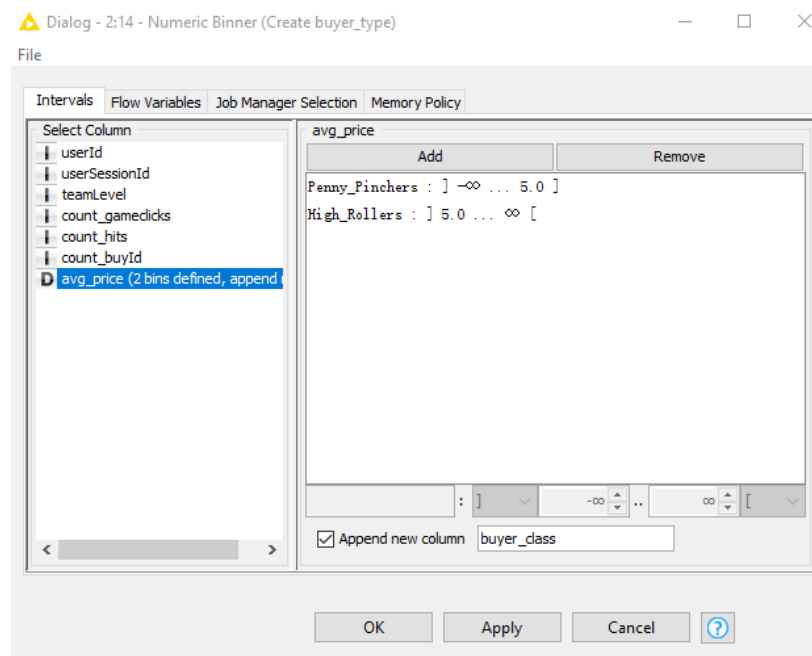 Dialog - 2:14 - Numeric Binner (Create buyer_type)
File
Intervals Flow Variables Job Manager Selection Memory Policy
Select Column
userId
userSessionId
teamLevel
count_gameclicks
count_hits
count_buyId
D avg_price (2 bins defined, append
avg_price
Add Remove
Penny_Pinchers : ] -∞ ... 5.0 ]
High_Rollers : ] 5.0 ... ∞ [
: ] -∞ .. ∞ [
Append new column buyer_class
OK Apply Cancel ?